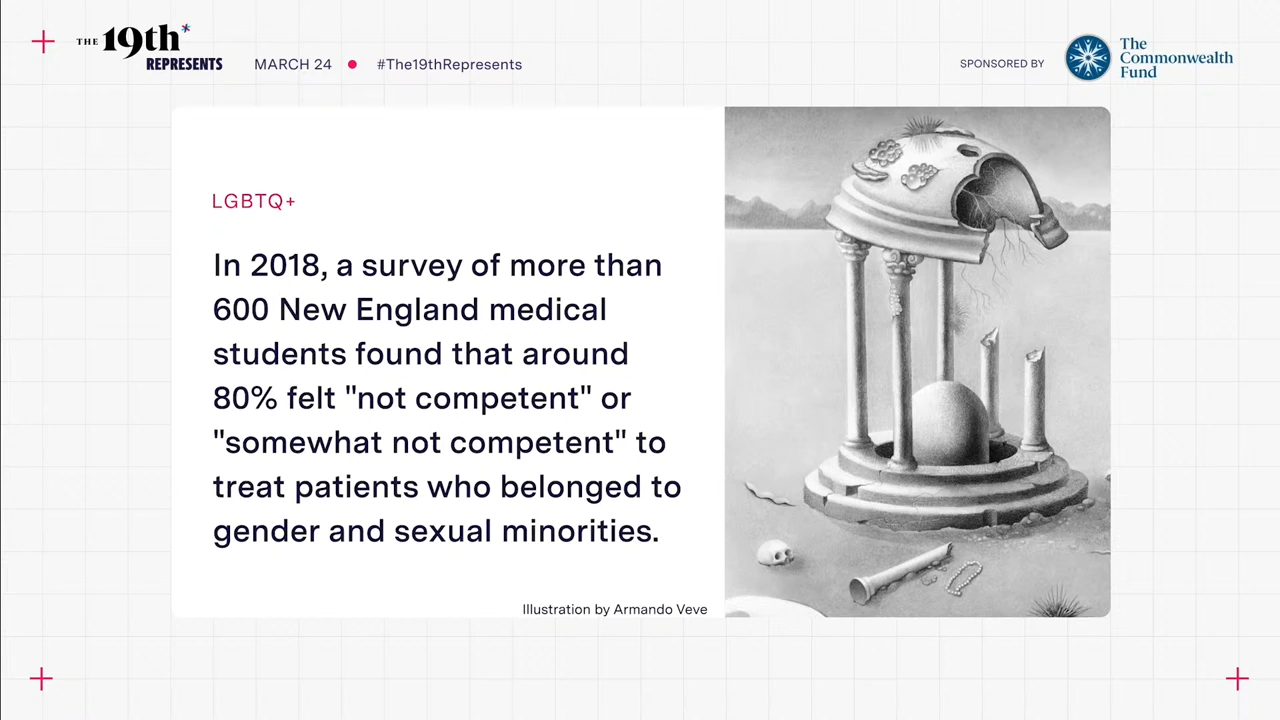 THE 19th*
REPRESENTS
MARCH 24 ● #The19thRepresents
SPONSORED BY
The
Commonwealth
Fund
LGBTQ+
In 2018, a survey of more than
600 New England medical
students found that around
80% felt "not competent" or
"somewhat not competent" to
treat patients who belonged to
gender and sexual minorities.
Illustration by Armando Veve